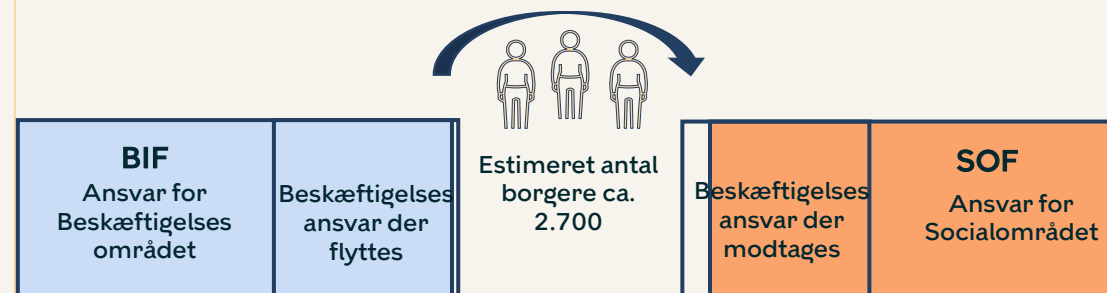 BIF
Ansvar for
Beskæftigelses
området
Beskæftigelses
ansvar der
flyttes
Estimeret antal
borgere ca.
2.700
Beskæftigelses
ansvar der
modtages
SOF
Ansvar for
Socialområdet